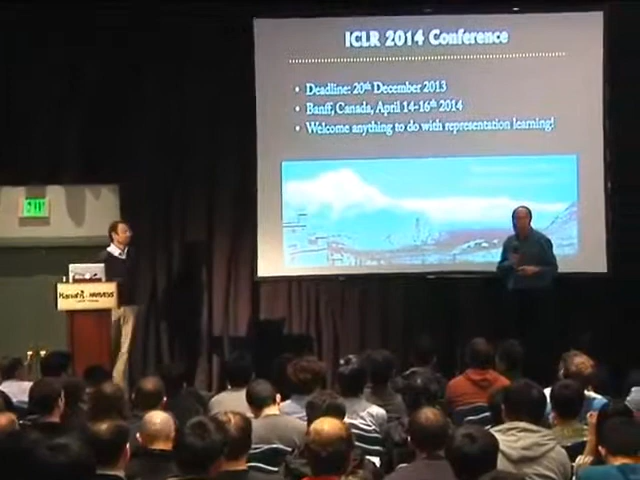 ICLR 2014 Conference
• Deadline: 20th December 2013
• Banff, Canada, April 14-16th 2014
• Welcome anything to do with representation learning!